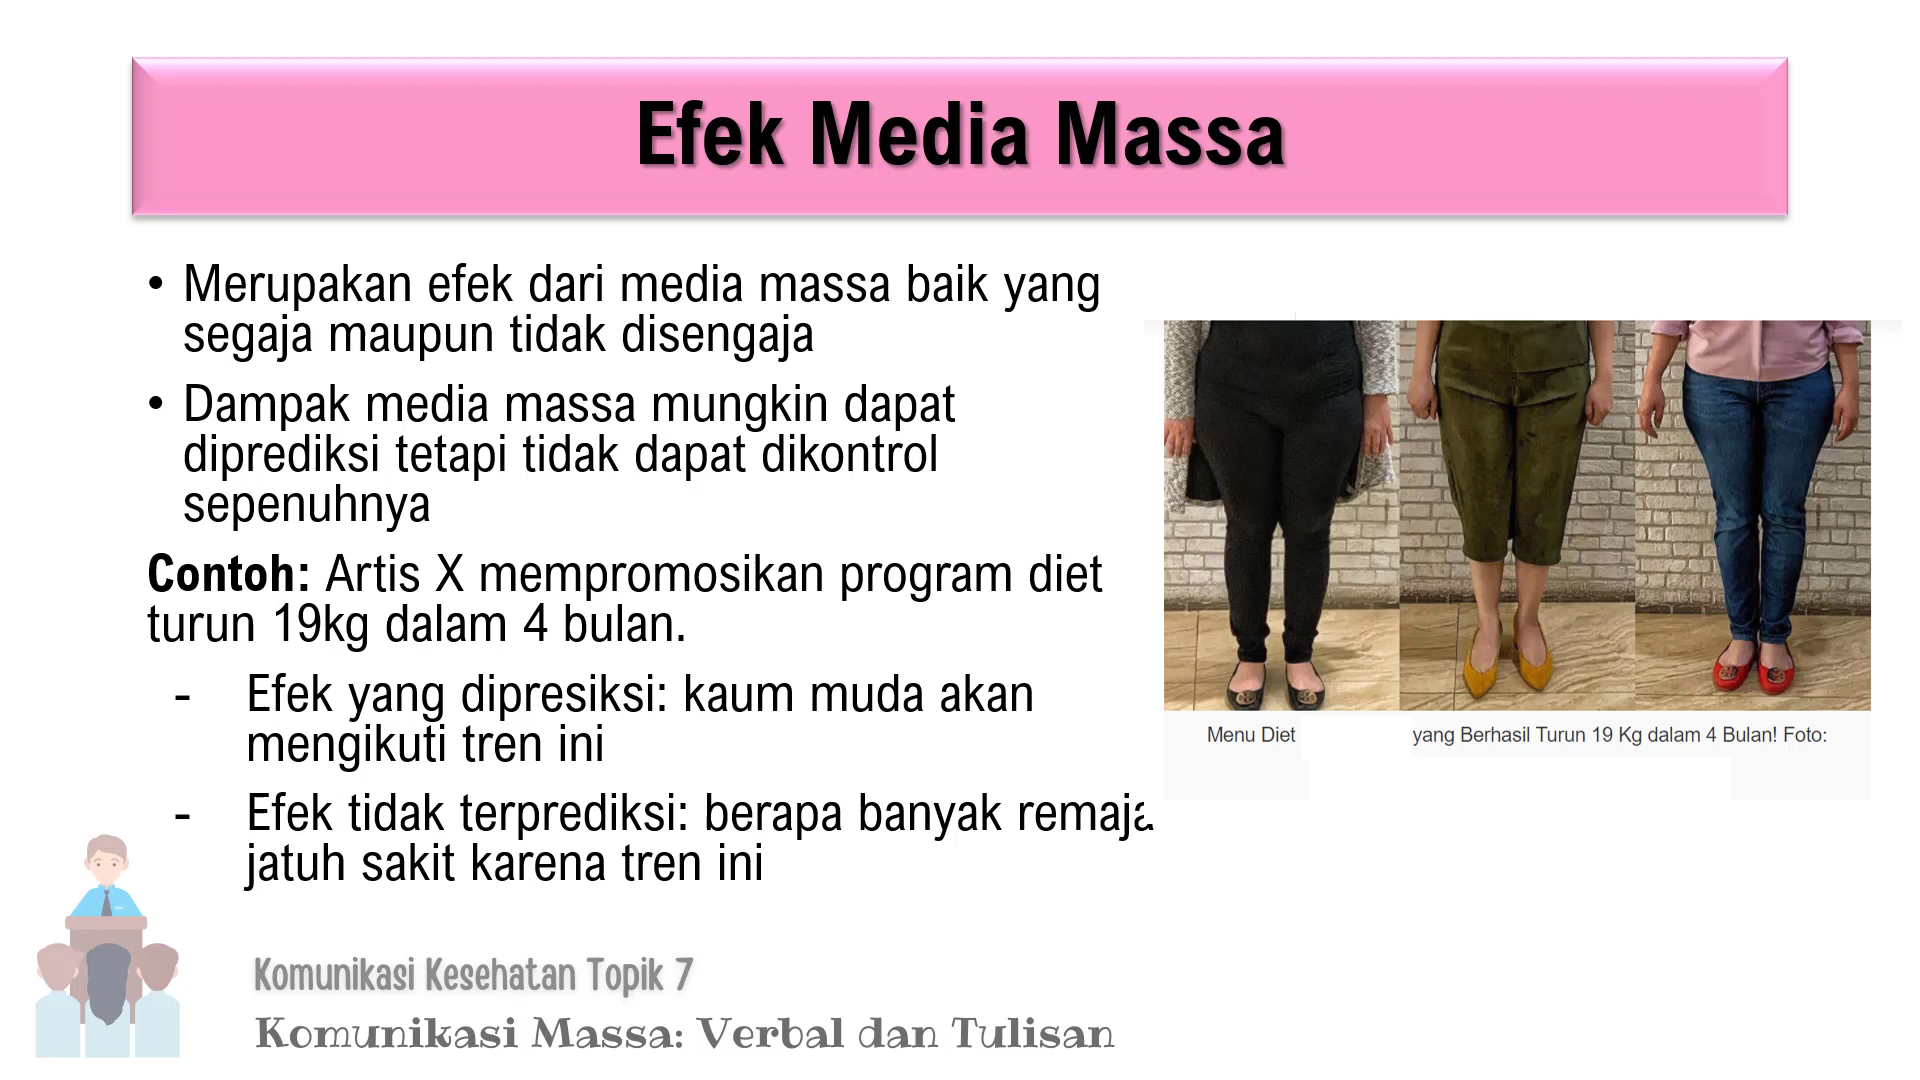 Efek Media Massa
• Merupakan efek dari media massa baik yang
segaja maupun tidak disengaja
• Dampak media massa mungkin dapat
diprediksi tetapi tidak dapat dikontrol
sepenuhnya
Contoh: Artis X mempromosikan program diet
turun 19kg dalam 4 bulan.
- Efek yang dipresiksi: kaum muda akan
mengikuti tren ini
- Efek tidak terprediksi: berapa banyak remaja
jatuh sakit karena tren ini
Menu Diet yang Berhasil Turun 19 Kg dalam 4 Bulan! Foto:
Komunikasi Kesehatan Topik 7
Komunikasi Massa: Verbal dan Tulisan